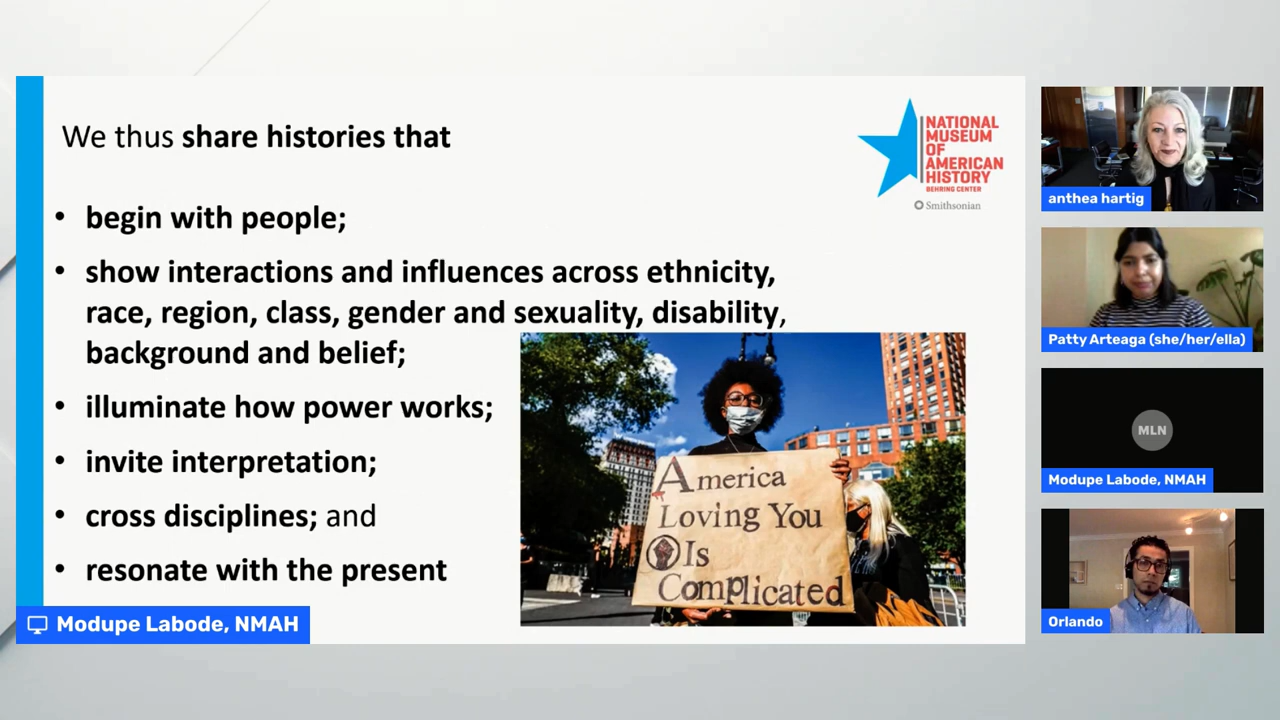 We thus share histories that
NATIONAL
MUSEUM
OF
AMERICAN
HISTORY
BEHRING CENTER
Smithsonian
• begin with people;
• show interactions and influences across ethnicity,
race, region, class, gender and sexuality, disability,
background and belief;
• illuminate how power works;
• invite interpretation;
• cross disciplines; and
• resonate with the present
America
Loving You
Is
Complicated
Modupe Labode, NMAH
anthea hartig
Patty Arteaga (she/her/ella)
MLN
Modupe Labode, NMAH
Orlando